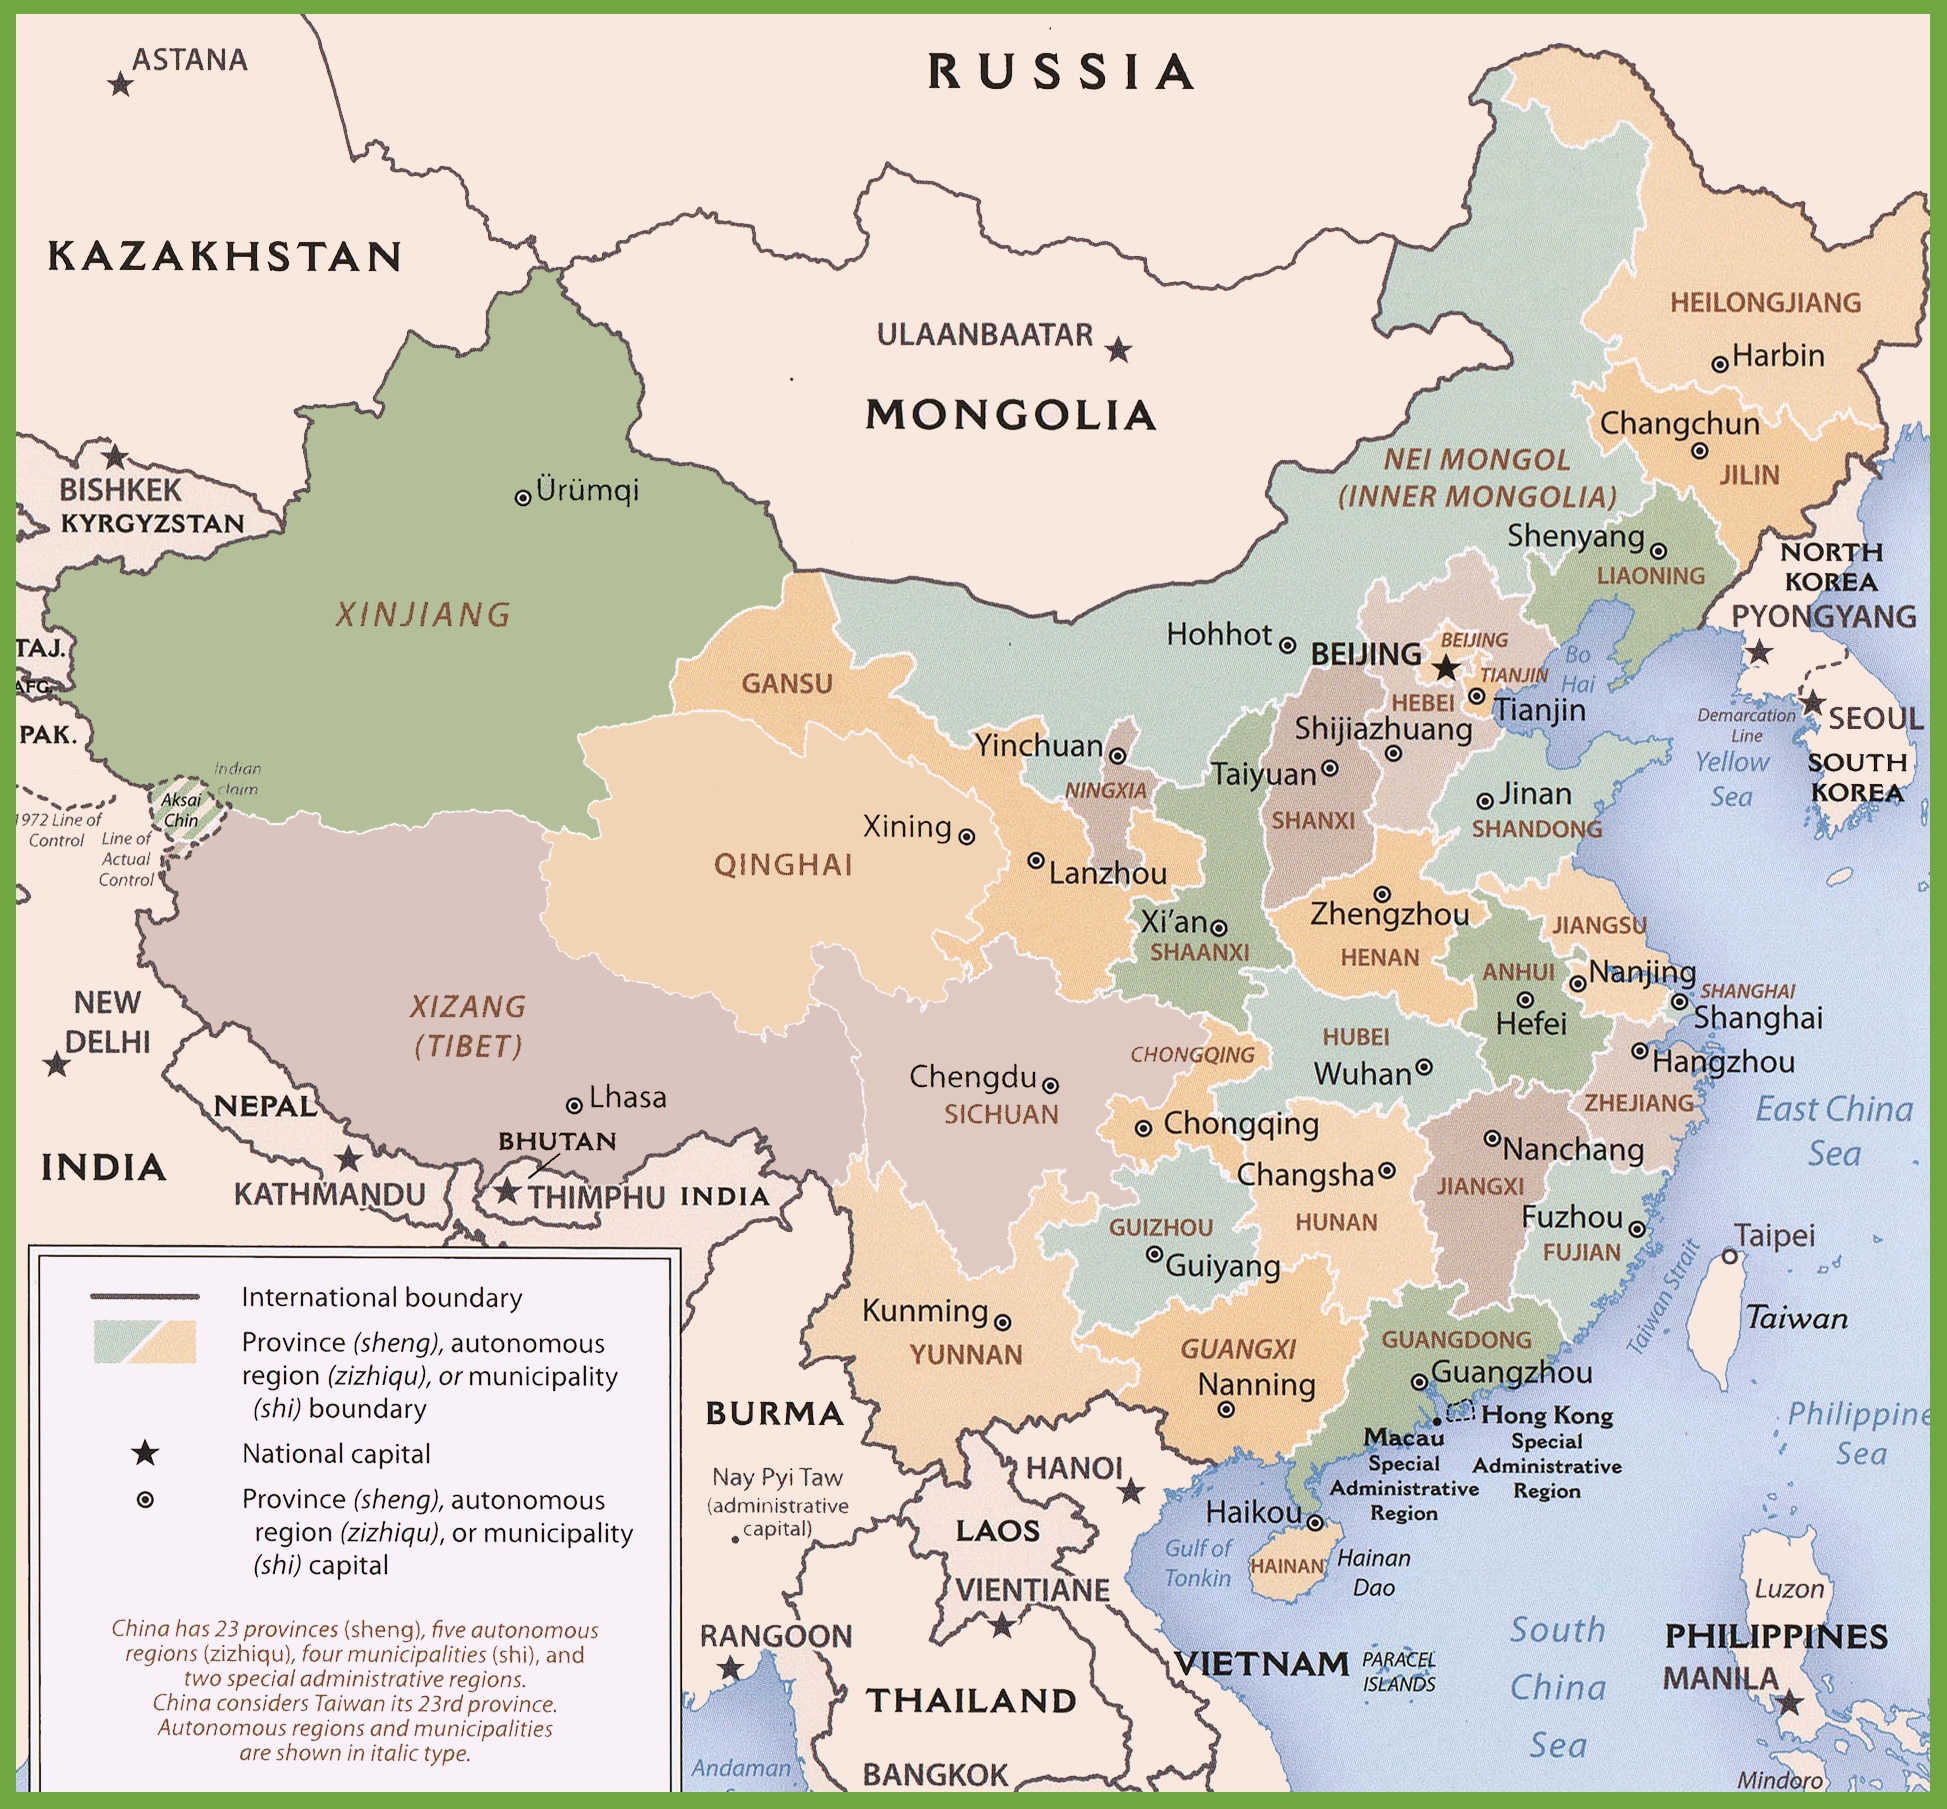 ASTANA
RUSSIA
KAZAKHSTAN
HEILONGJIANG
ULAANBAATAR
Harbin
MONGOLIA
Changchun
NEI MONGOL
(INNER MONGOLIA)
JILIN
BISHKEK
KYRGYZSTAN
Ürümqi
Shenyang
LIAONING
NORTH
KOREA
PYONGYANG
XINJIANG
TAJ.
AFG.
PAK.
GANSU
Hohhot
BEIJING
BEIJING
TIANJIN
Tianjin
HEBEI
Bo
Hai
Shijiazhuang
Demarcation
Line
SEOUL
SOUTH
KOREA
Yellow
Sea
Yinchuan
NINGXIA
Taiyuan
SHANXI
Jinan
SHANDONG
Indian
claim
Aksai
Chin
1972 Line of
Control
Line of
Actual
Control
Xining
QINGHAI
Lanzhou
Xi'an
SHAANXI
Zhengzhou
HENAN
JIANGSU
ANHUI
Nanjing
Hefei
SHANGHAI
Shanghai
NEW
DELHI
XIZANG
(TIBET)
HUBEI
Wuhan
Hangzhou
ZHEJIANG
CHONGQING
Chengdu
SICHUAN
Chongqing
Lhasa
NEPAL
BHUTAN
INDIA
KATHMANDU
THIMPHU
INDIA
East China
Sea
Nanchang
Changsha
JIANGXI
HUNAN
GUIZHOU
Guiyang
Fuzhou
FUJIAN
Taipei
Taiwan Strait
Taiwan
Kunming
YUNNAN
GUANGXI
Nanning
GUANGDONG
Guangzhou
Hong Kong
Special
Administrative
Region
Macau
Special
Administrative
Region
Philippine
Sea
BURMA
Nay Pyi Taw
(administrative
capital)
HANOI
LAOS
Haikou
Gulf of
Tonkin
HAINAN
Hainan
Dao
VIENTIANE
RANGOON
VIETNAM
PARACEL
ISLANDS
South
China
Sea
Luzon
PHILIPPINES
MANILA
THAILAND
BANGKOK
Andaman
Mindoro
International boundary
Province (sheng), autonomous
region (zizhiqu), or municipality
(shi) boundary
National capital
Province (sheng), autonomous
region (zizhiqu), or municipality
(shi) capital
China has 23 provinces (sheng), five autonomous
regions (zizhiqu), four municipalities (shi), and
two special administrative regions.
China considers Taiwan its 23rd province.
Autonomous regions and municipalities
are shown in italic type.